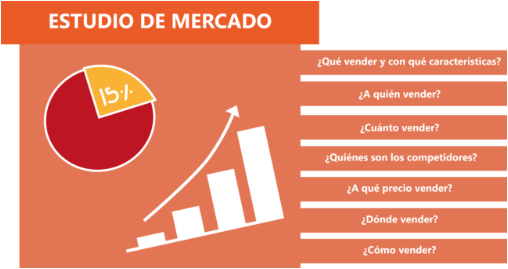 ESTUDIO DE MERCADO
15%
¿Qué vender y con qué características?
¿A quién vender?
¿Cuánto vender?
¿Quiénes son los competidores?
¿A qué precio vender?
¿Dónde vender?
¿Cómo vender?